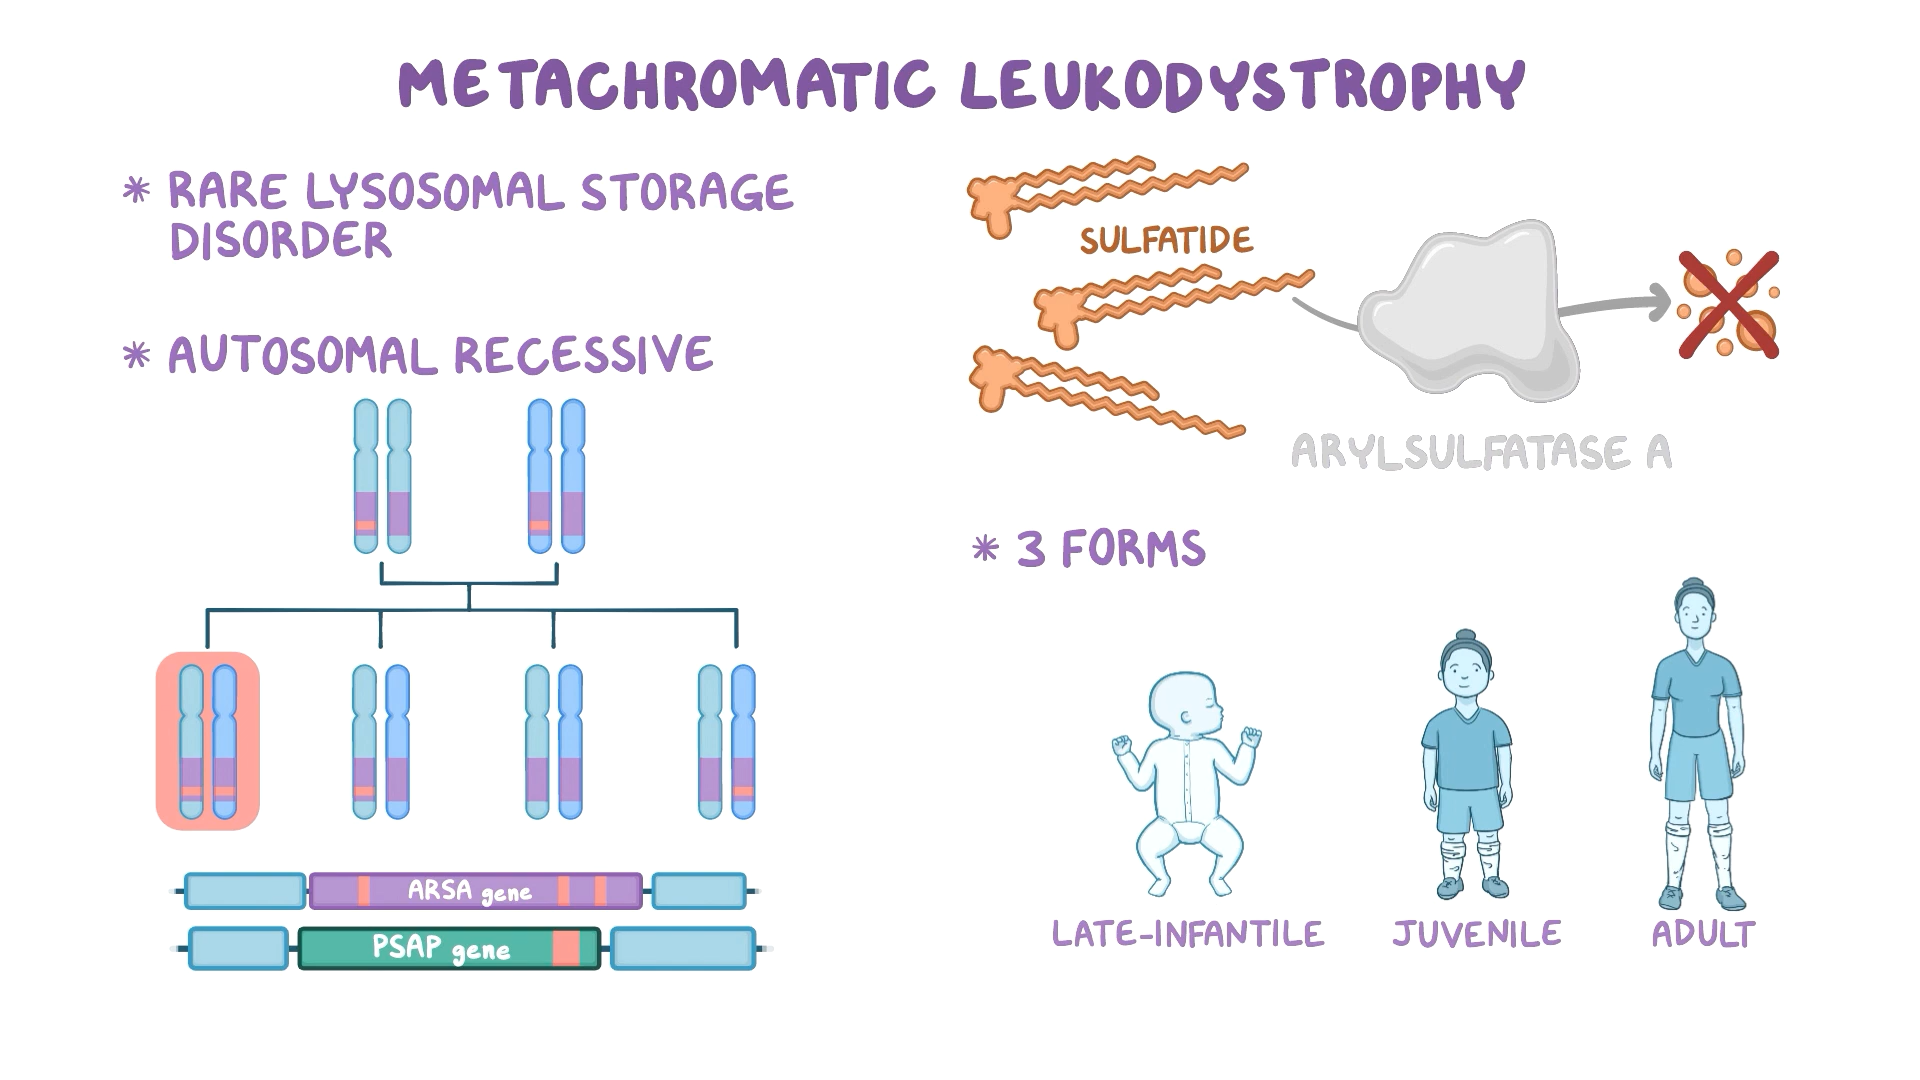 METACHROMATIC LEUKODYSTROPHY
* RARE LYSOSOMAL STORAGE
DISORDER
* AUTOSOMAL RECESSIVE
ARSA gene
PSAP gene
SULFATIDE
ARYLSULFATASE A
* 3 FORMS
LATE-INFANTILE
JUVENILE
ADULT